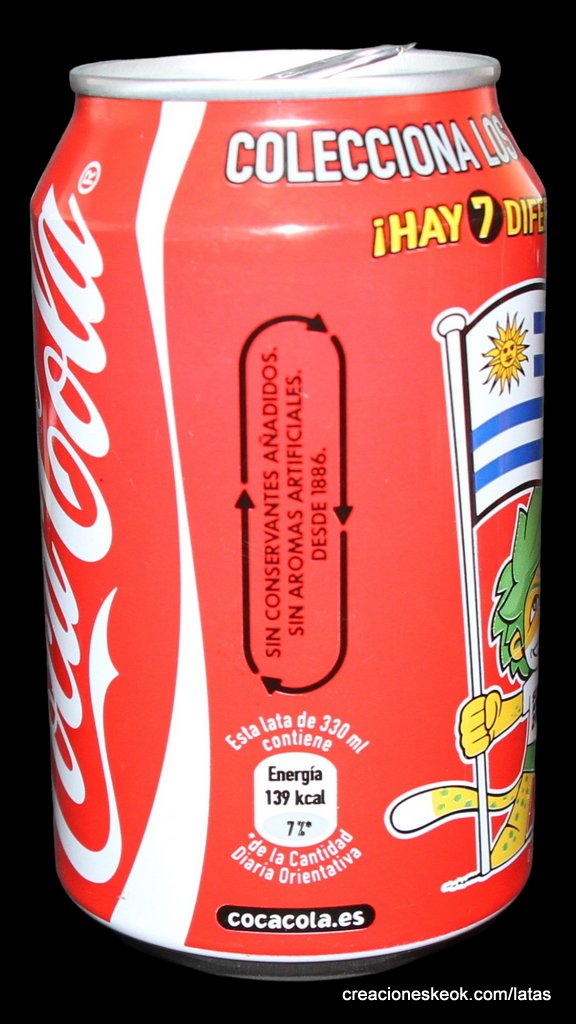 Coca-Cola®
COLECCIONA LOS
¡HAY 7 DIFE
SIN CONSERVANTES AÑADIDOS.
SIN AROMAS ARTIFICIALES.
DESDE 1886.
Esta lata de 330 ml
contiene
Energía
139 kcal
7%*
*de la Cantidad
Diaria Orientativa
cocacola.es
creacioneskeok.com/latas